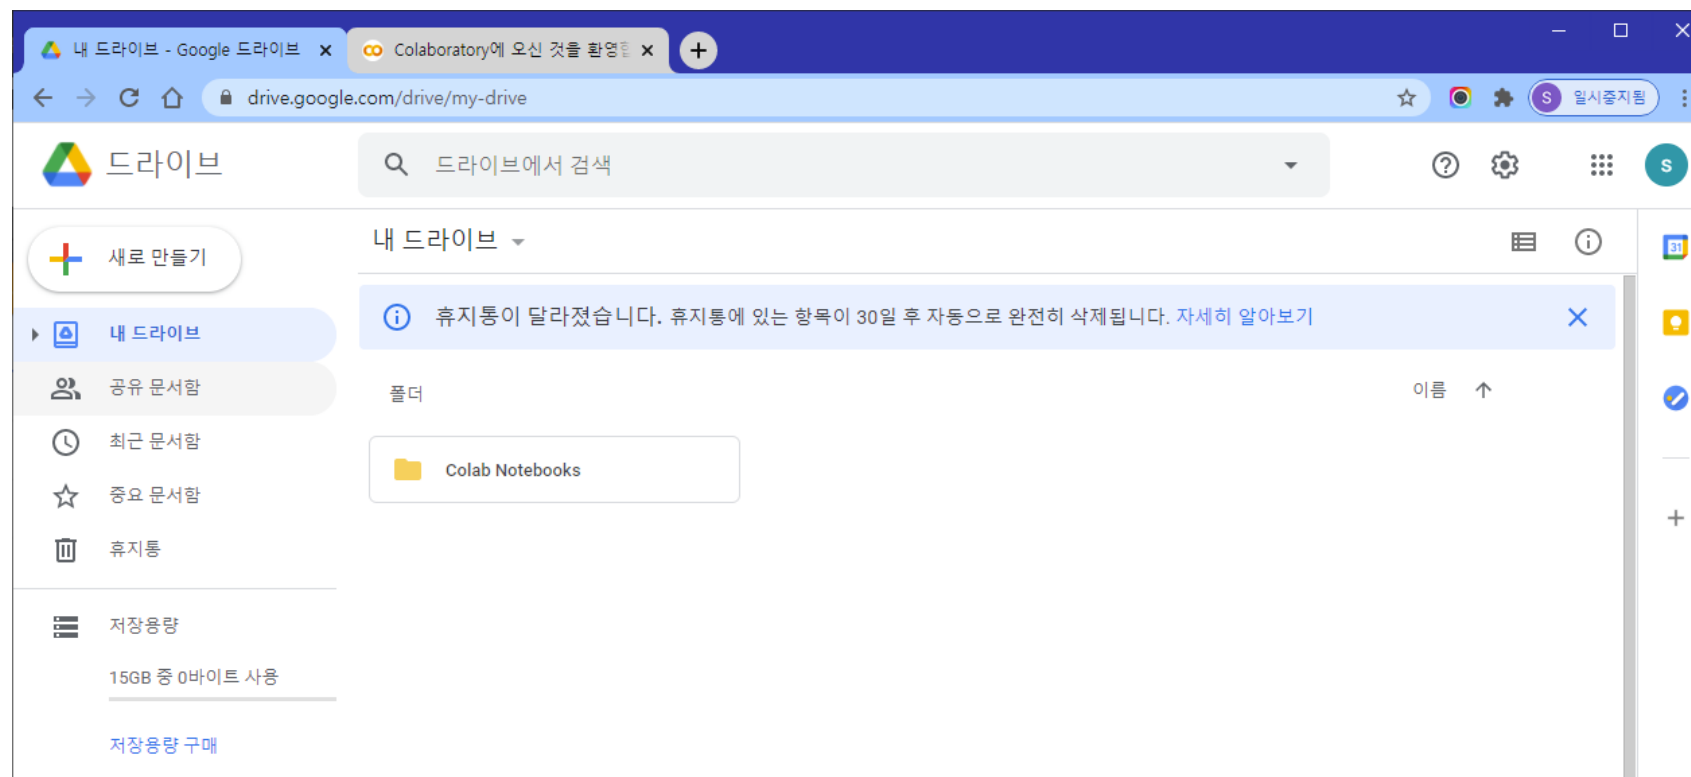 내 드라이브 - Google 드라이브
Colaboratory에 오신 것을 환영합
drive.google.com/drive/my-drive
S 일시중지됨
드라이브
드라이브에서 검색
S
새로 만들기
내 드라이브
31
휴지통이 달라졌습니다. 휴지통에 있는 항목이 30일 후 자동으로 완전히 삭제됩니다. 자세히 알아보기
내 드라이브
공유 문서함
폴더
이름
최근 문서함
Colab Notebooks
중요 문서함
휴지통
저장용량
15GB 중 0바이트 사용
저장용량 구매